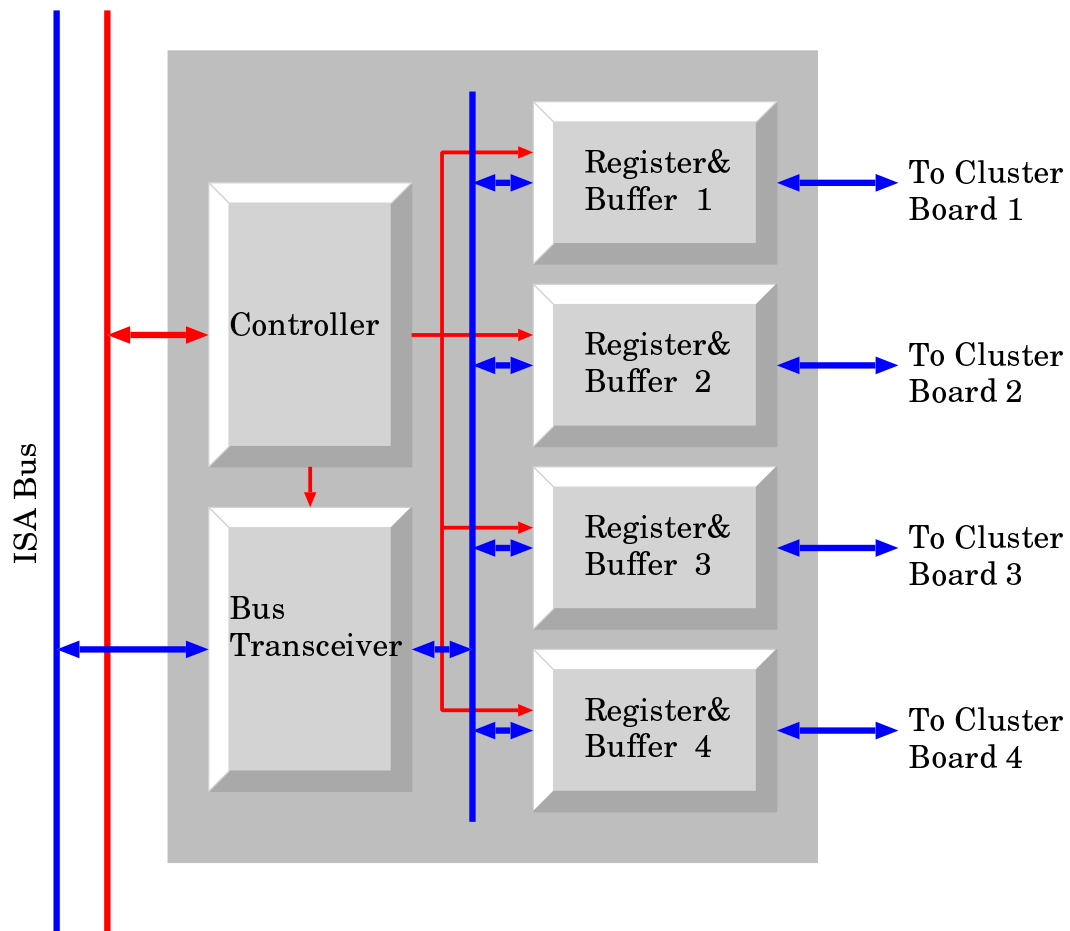 ISA Bus
Controller
Bus
Transceiver
Register&
Buffer 1
To Cluster
Board 1
Register&
Buffer 2
To Cluster
Board 2
Register&
Buffer 3
To Cluster
Board 3
Register&
Buffer 4
To Cluster
Board 4